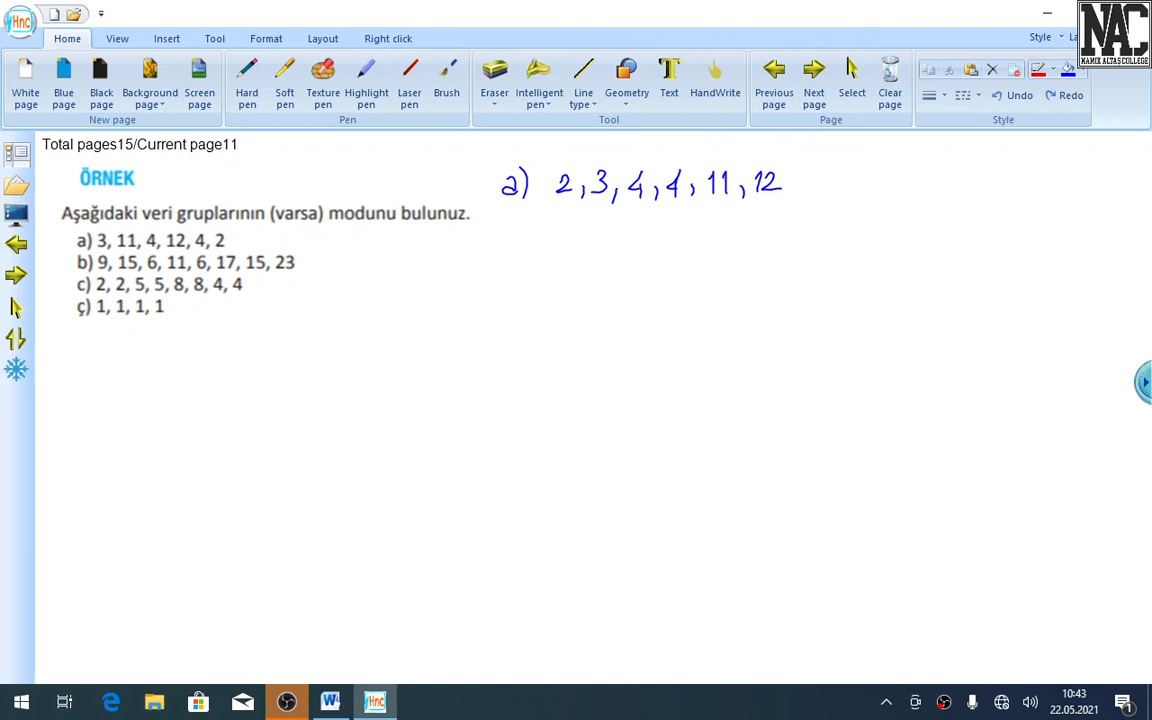 Hnc
Home View Insert Tool Format Layout Right click Style
NAC
NAMIK ALTAŞ COLLEGE
White page Blue page Black page Background page Screen page Hard pen Soft pen Texture pen Highlight pen Laser pen Brush Eraser Intelligent pen Line type Geometry Text HandWrite Previous page Next page Select Clear page Undo Redo
New page Pen Tool Page Style
Total pages15/Current page11
ÖRNEK
Aşağıdaki veri gruplarının (varsa) modunu bulunuz.
a) 3, 11, 4, 12, 4, 2
b) 9, 15, 6, 11, 6, 17, 15, 23
c) 2, 2, 5, 5, 8, 8, 4, 4
ç) 1, 1, 1, 1
a) 2, 3, 4, 4, 11, 12
Hnc
10:43
22.05.2021
1